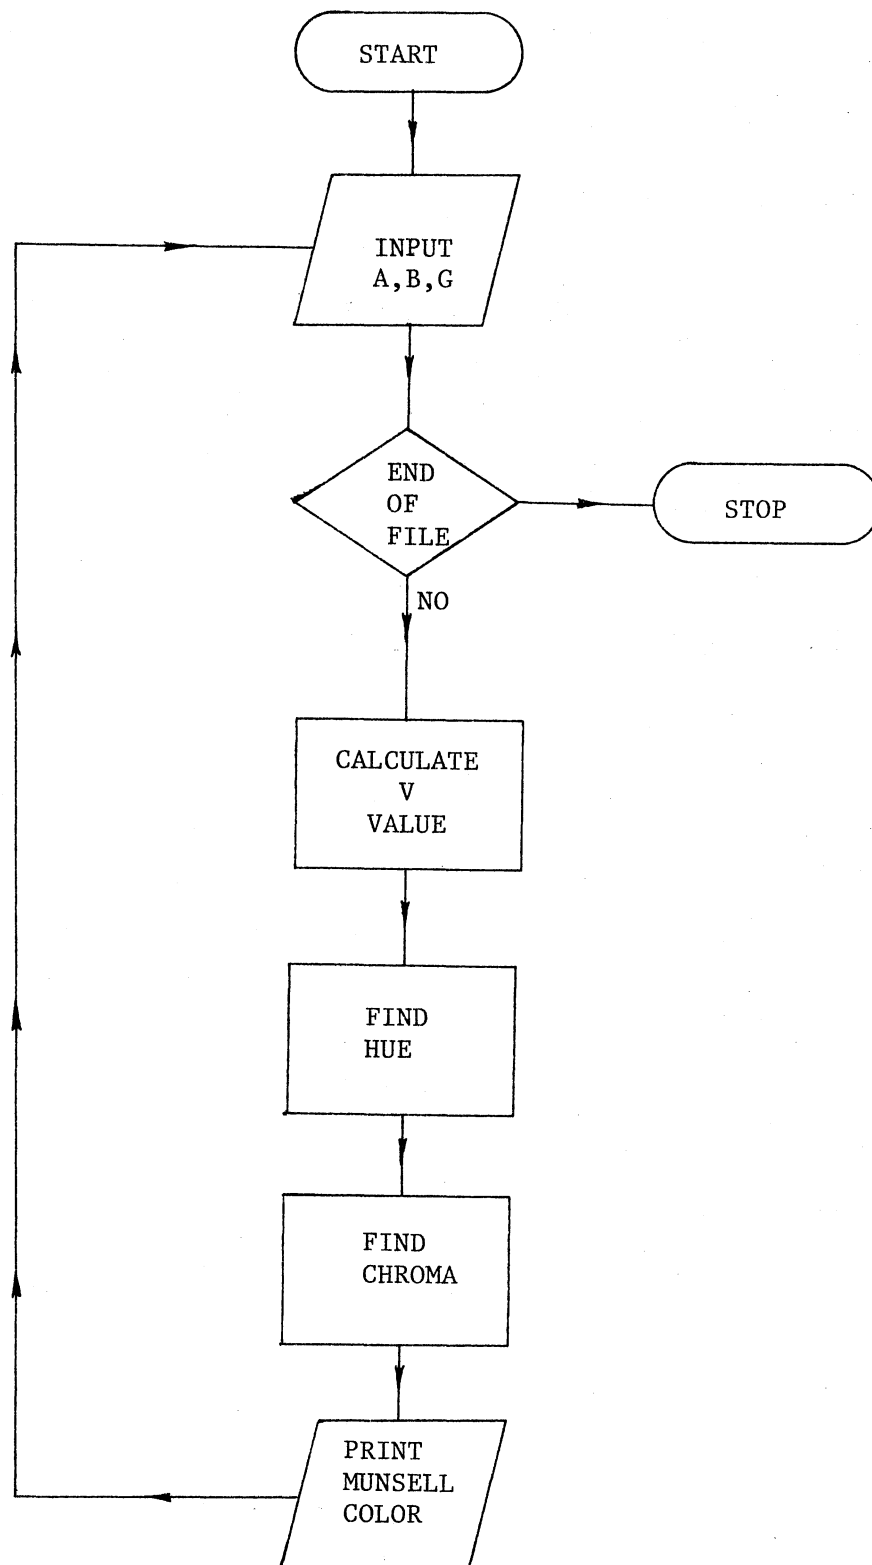 START
INPUT
A,B,G
END
OF
FILE
STOP
NO
CALCULATE
V
VALUE
FIND
HUE
FIND
CHROMA
PRINT
MUNSELL
COLOR